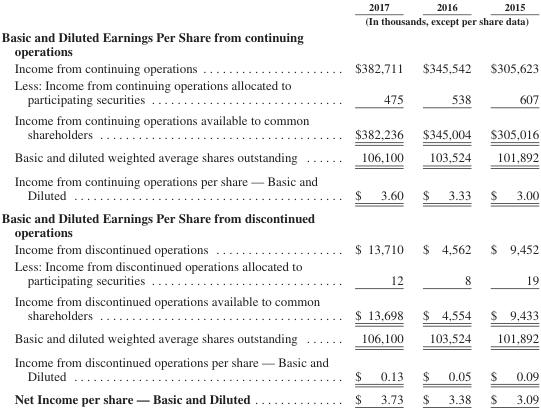 2017 2016 2015
(In thousands, except per share data)
Basic and Diluted Earnings Per Share from continuing
operations
Income from continuing operations . . . . . . . . . . . . . . . . . . . . . . $382,711 $345,542 $305,623
Less: Income from continuing operations allocated to
participating securities . . . . . . . . . . . . . . . . . . . . . . . . . . . . . . 475 538 607
Income from continuing operations available to common
shareholders . . . . . . . . . . . . . . . . . . . . . . . . . . . . . . . . . . . . . . $382,236 $345,004 $305,016
Basic and diluted weighted average shares outstanding . . . . . . 106,100 103,524 101,892
Income from continuing operations per share — Basic and
Diluted . . . . . . . . . . . . . . . . . . . . . . . . . . . . . . . . . . . . . . . . . . $ 3.60 $ 3.33 $ 3.00
Basic and Diluted Earnings Per Share from discontinued
operations
Income from discontinued operations . . . . . . . . . . . . . . . . . . . . $ 13,710 $ 4,562 $ 9,452
Less: Income from discontinued operations allocated to
participating securities . . . . . . . . . . . . . . . . . . . . . . . . . . . . . . 12 8 19
Income from discontinued operations available to common
shareholders . . . . . . . . . . . . . . . . . . . . . . . . . . . . . . . . . . . . . . $ 13,698 $ 4,554 $ 9,433
Basic and diluted weighted average shares outstanding . . . . . . 106,100 103,524 101,892
Income from discontinued operations per share — Basic and
Diluted . . . . . . . . . . . . . . . . . . . . . . . . . . . . . . . . . . . . . . . . . . $ 0.13 $ 0.05 $ 0.09
Net Income per share — Basic and Diluted . . . . . . . . . . . . . . $ 3.73 $ 3.38 $ 3.09